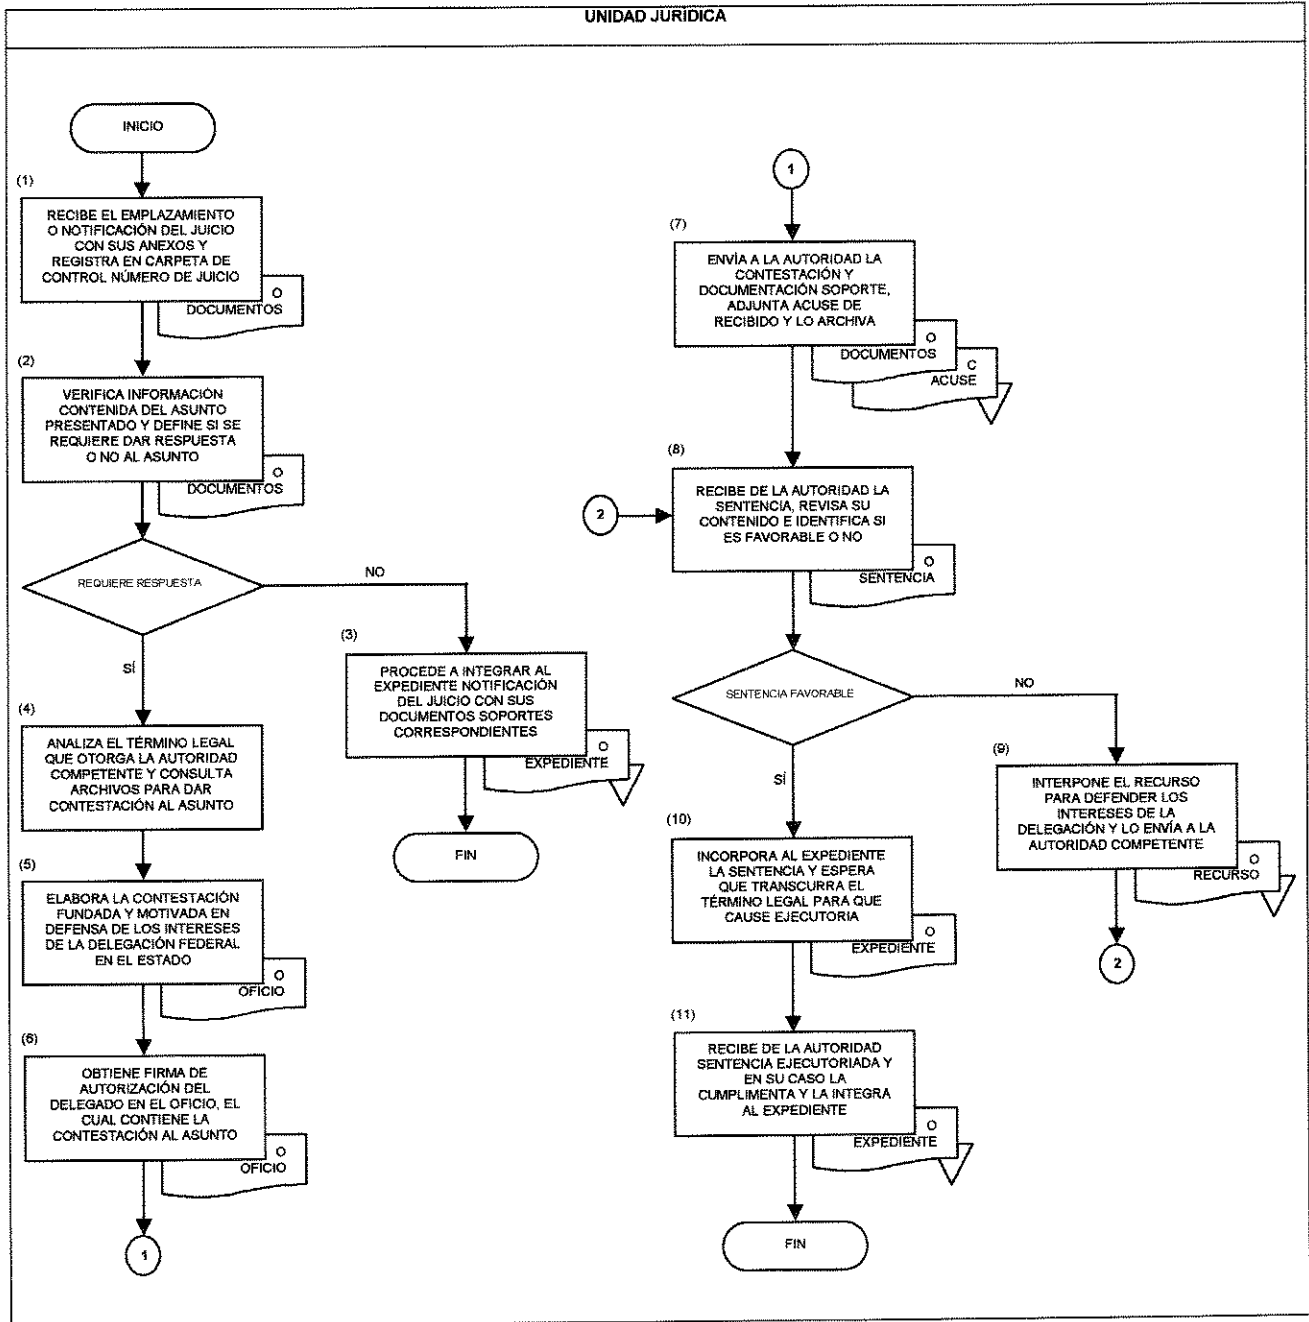 UNIDAD JURÍDICA
INICIO
(1)
RECIBE EL EMPLAZAMIENTO
O NOTIFICACIÓN DEL JUICIO
CON SUS ANEXOS Y
REGISTRA EN CARPETA DE
CONTROL NÚMERO DE JUICIO
O
DOCUMENTOS
(2)
VERIFICA INFORMACIÓN
CONTENIDA DEL ASUNTO
PRESENTADO Y DEFINE SI SE
REQUIERE DAR RESPUESTA
O NO AL ASUNTO
O
DOCUMENTOS
REQUIERE RESPUESTA
NO
SÍ
(3)
PROCEDE A INTEGRAR AL
EXPEDIENTE NOTIFICACIÓN
DEL JUICIO CON SUS
DOCUMENTOS SOPORTES
CORRESPONDIENTES
O
EXPEDIENTE
FIN
(4)
ANALIZA EL TÉRMINO LEGAL
QUE OTORGA LA AUTORIDAD
COMPETENTE Y CONSULTA
ARCHIVOS PARA DAR
CONTESTACIÓN AL ASUNTO
(5)
ELABORA LA CONTESTACIÓN
FUNDADA Y MOTIVADA EN
DEFENSA DE LOS INTERESES
DE LA DELEGACIÓN FEDERAL
EN EL ESTADO
O
OFICIO
(6)
OBTIENE FIRMA DE
AUTORIZACIÓN DEL
DELEGADO EN EL OFICIO, EL
CUAL CONTIENE LA
CONTESTACIÓN AL ASUNTO
O
OFICIO
1
1
(7)
ENVÍA A LA AUTORIDAD LA
CONTESTACIÓN Y
DOCUMENTACIÓN SOPORTE,
ADJUNTA ACUSE DE
RECIBIDO Y LO ARCHIVA
O
DOCUMENTOS
C
ACUSE
(8)
2
RECIBE DE LA AUTORIDAD LA
SENTENCIA, REVISA SU
CONTENIDO E IDENTIFICA SI
ES FAVORABLE O NO
O
SENTENCIA
SENTENCIA FAVORABLE
NO
SÍ
(9)
INTERPONE EL RECURSO
PARA DEFENDER LOS
INTERESES DE LA
DELEGACIÓN Y LO ENVÍA A LA
AUTORIDAD COMPETENTE
O
RECURSO
2
(10)
INCORPORA AL EXPEDIENTE
LA SENTENCIA Y ESPERA
QUE TRANSCURRA EL
TÉRMINO LEGAL PARA QUE
CAUSE EJECUTORIA
O
EXPEDIENTE
(11)
RECIBE DE LA AUTORIDAD
SENTENCIA EJECUTORIADA Y
EN SU CASO LA
CUMPLIMENTA Y LA INTEGRA
AL EXPEDIENTE
O
EXPEDIENTE
FIN